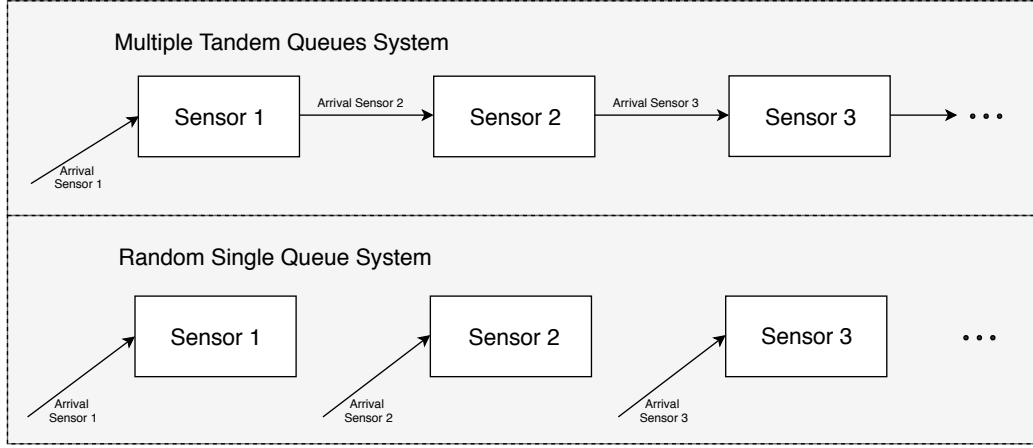 Multiple Tandem Queues System
Sensor 1
Arrival Sensor 2
Sensor 2
Arrival Sensor 3
Sensor 3
Arrival
Sensor 1
Random Single Queue System
Sensor 1
Sensor 2
Sensor 3
Arrival
Sensor 1
Arrival
Sensor 2
Arrival
Sensor 3